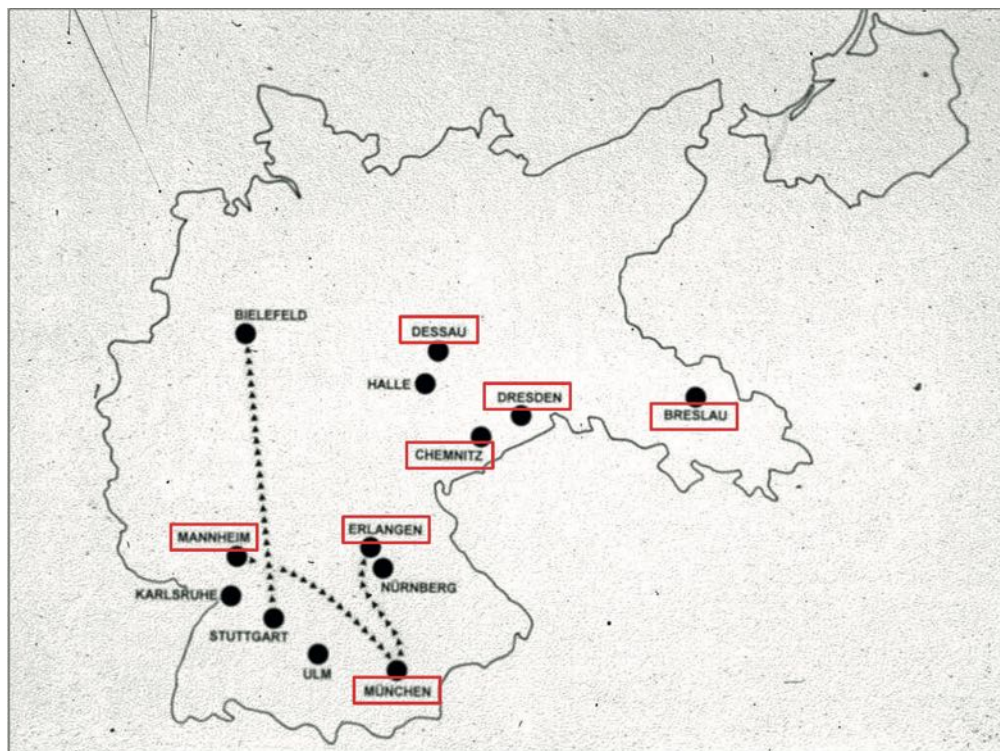 BIELEFELD
DESSAU
HALLE
DRESDEN
BRESLAU
CHEMNITZ
MANNHEIM
ERLANGEN
NÜRNBERG
KARLSRUHE
STUTTGART
ULM
MÜNCHEN